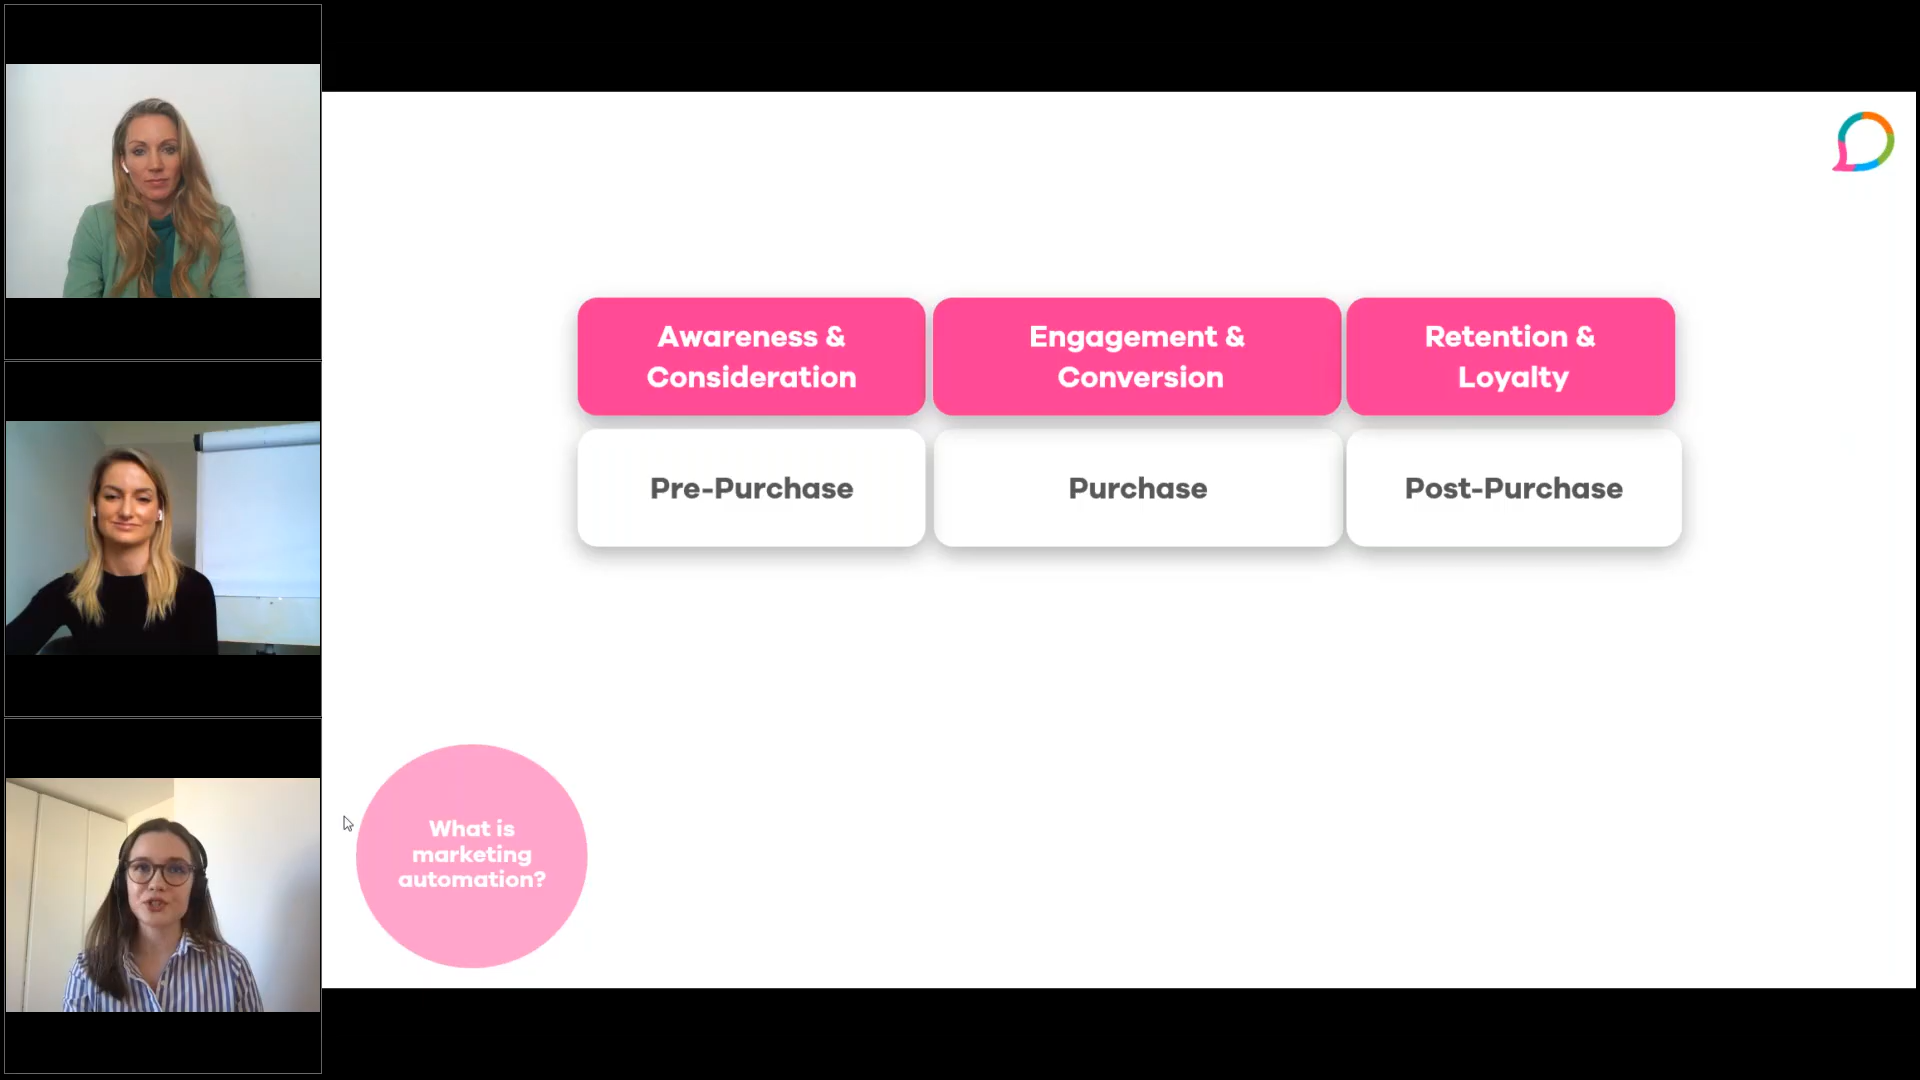 Awareness &
Consideration
Engagement &
Conversion
Retention &
Loyalty
Pre-Purchase
Purchase
Post-Purchase
What is
marketing
automation?